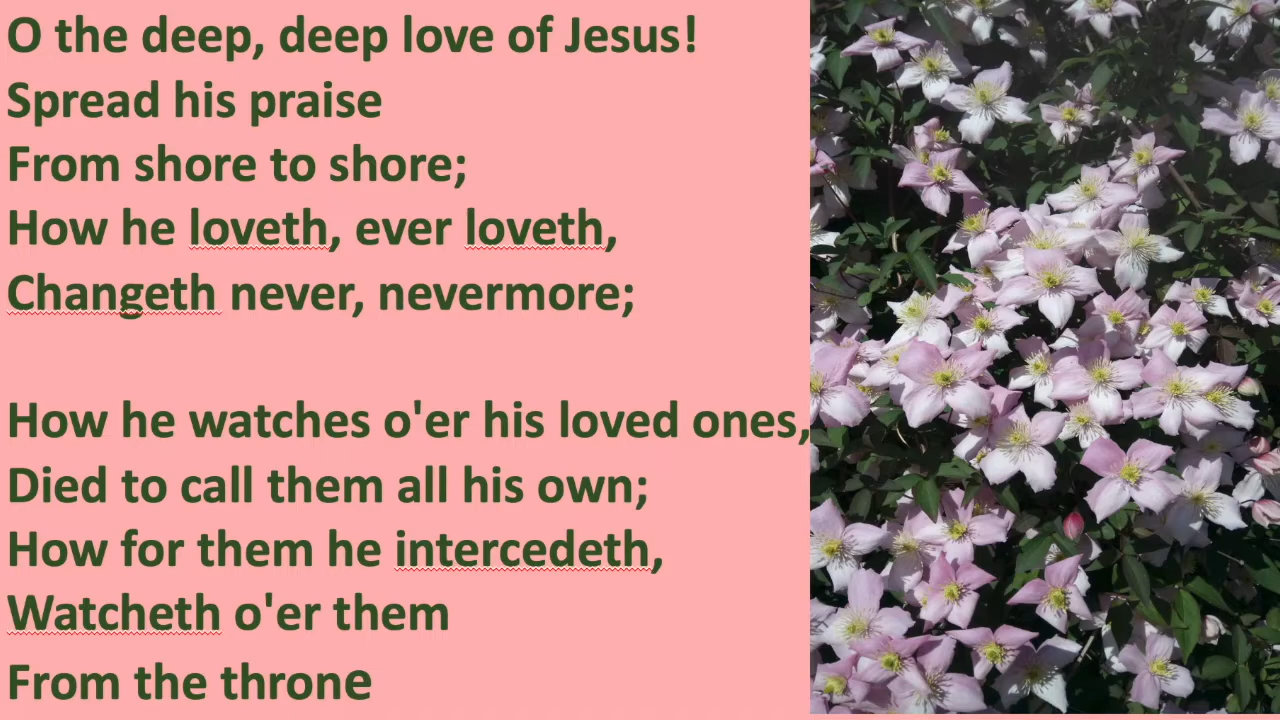 O the deep, deep love of Jesus!
Spread his praise
From shore to shore;
How he loveth, ever loveth,
Changeth never, nevermore;
How he watches o'er his loved ones,
Died to call them all his own;
How for them he intercedeth,
Watcheth o'er them
From the throne